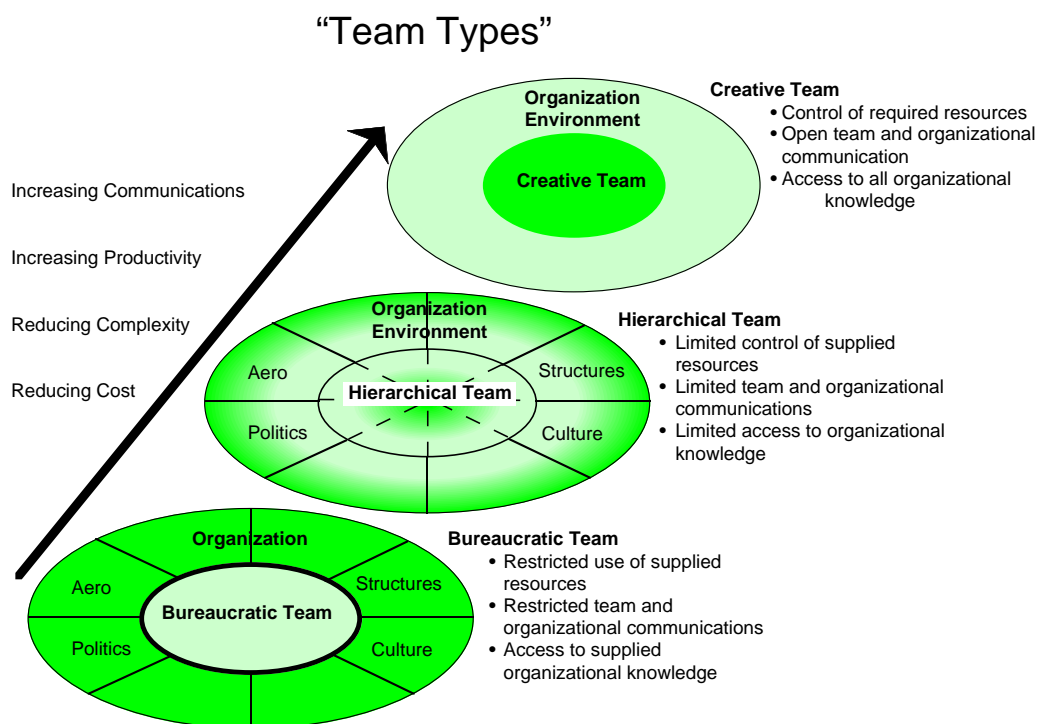 “Team Types”
Increasing Communications
Increasing Productivity
Reducing Complexity
Reducing Cost
Organization
Environment
Creative Team
Creative Team
• Control of required resources
• Open team and organizational
communication
• Access to all organizational
knowledge
Organization
Environment
Aero
Structures
Hierarchical Team
Politics
Culture
Hierarchical Team
• Limited control of supplied
resources
• Limited team and organizational
communications
• Limited access to organizational
knowledge
Organization
Aero
Structures
Bureaucratic Team
Politics
Culture
Bureaucratic Team
• Restricted use of supplied
resources
• Restricted team and
organizational communications
• Access to supplied
organizational knowledge